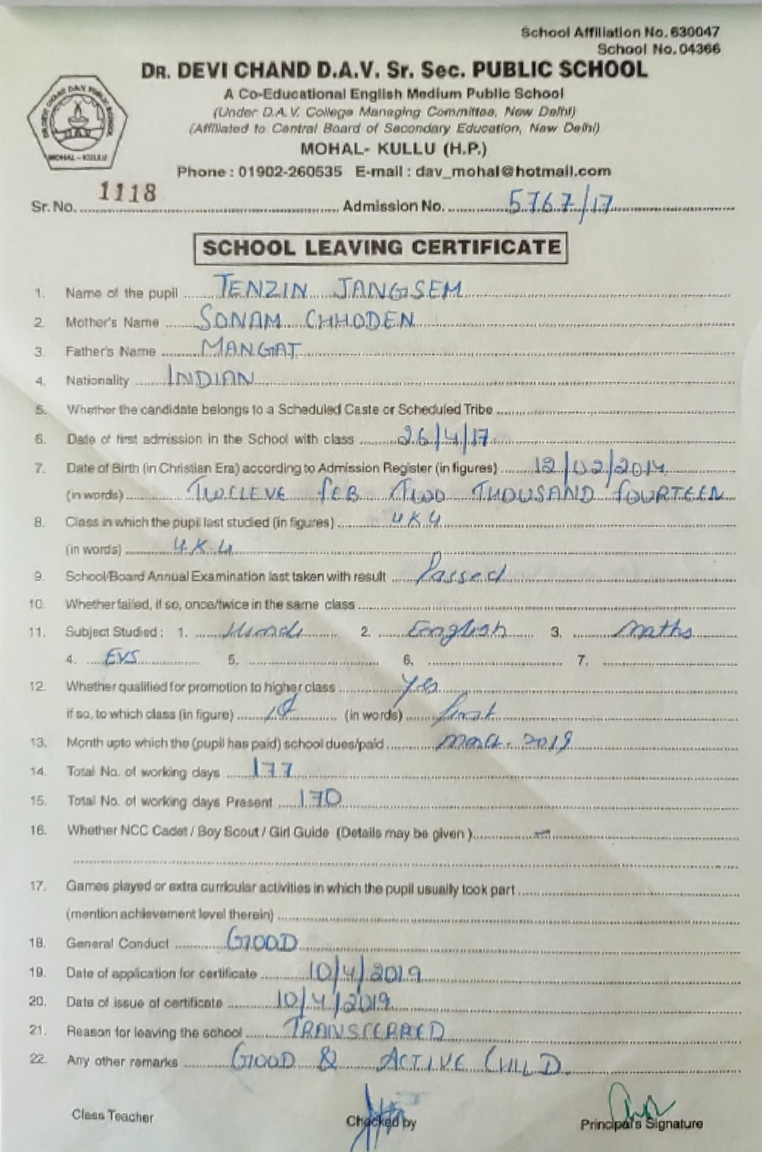 School Affiliation No. 630047
School No. 04366
DR. DEVI CHAND D.A.V. Sr. Sec. PUBLIC SCHOOL
A Co-Educational English Medium Public School
(Under D.A.V. College Managing Committee, New Delhi)
(Affiliated to Central Board of Secondary Education, New Delhi)
MOHAL- KULLU (H.P.)
Phone : 01902-260535 E-mail : dav_mohal@hotmail.com
DAV
MOHAL - KULLU
Sr. No. 1118 Admission No. 5767/17
SCHOOL LEAVING CERTIFICATE
1. Name of the pupil TENZIN JANGSEM
2. Mother's Name SONAM CHHODEN
3. Father's Name MANGAT
4. Nationality INDIAN
5. Whether the candidate belongs to a Scheduled Caste or Scheduled Tribe
6. Date of first admission in the School with class 26/4/17
7. Date of Birth (in Christian Era) according to Admission Register (in figures) 12/02/2014
(in words) TWELEVE FEB TWO THOUSAND FOURTEEN
8. Class in which the pupil last studied (in figures) UKG
(in words) U.K.G
9. School/Board Annual Examination last taken with result Passed
10. Whether failed, if so, once/twice in the same class
11. Subject Studied : 1. Hindi 2. English 3. Maths
4. EVS 5. 6. 7.
12. Whether qualified for promotion to higher class Yes
if so, to which class (in figure) 1st (in words) first
13. Month upto which the (pupil has paid) school dues/paid March. 2019
14. Total No. of working days 177
15. Total No. of working days Present 170
16. Whether NCC Cadet / Boy Scout / Girl Guide (Details may be given ) -
17. Games played or extra curricular activities in which the pupil usually took part
(mention achievement level therein)
18. General Conduct GOOD
19. Date of application for certificate 10/4/2019
20. Date of issue of certificate 10/4/2019
21. Reason for leaving the school TRANSFERRED
22. Any other remarks GOOD & ACTIVE CHILD.
Class Teacher Checked by Principal's Signature